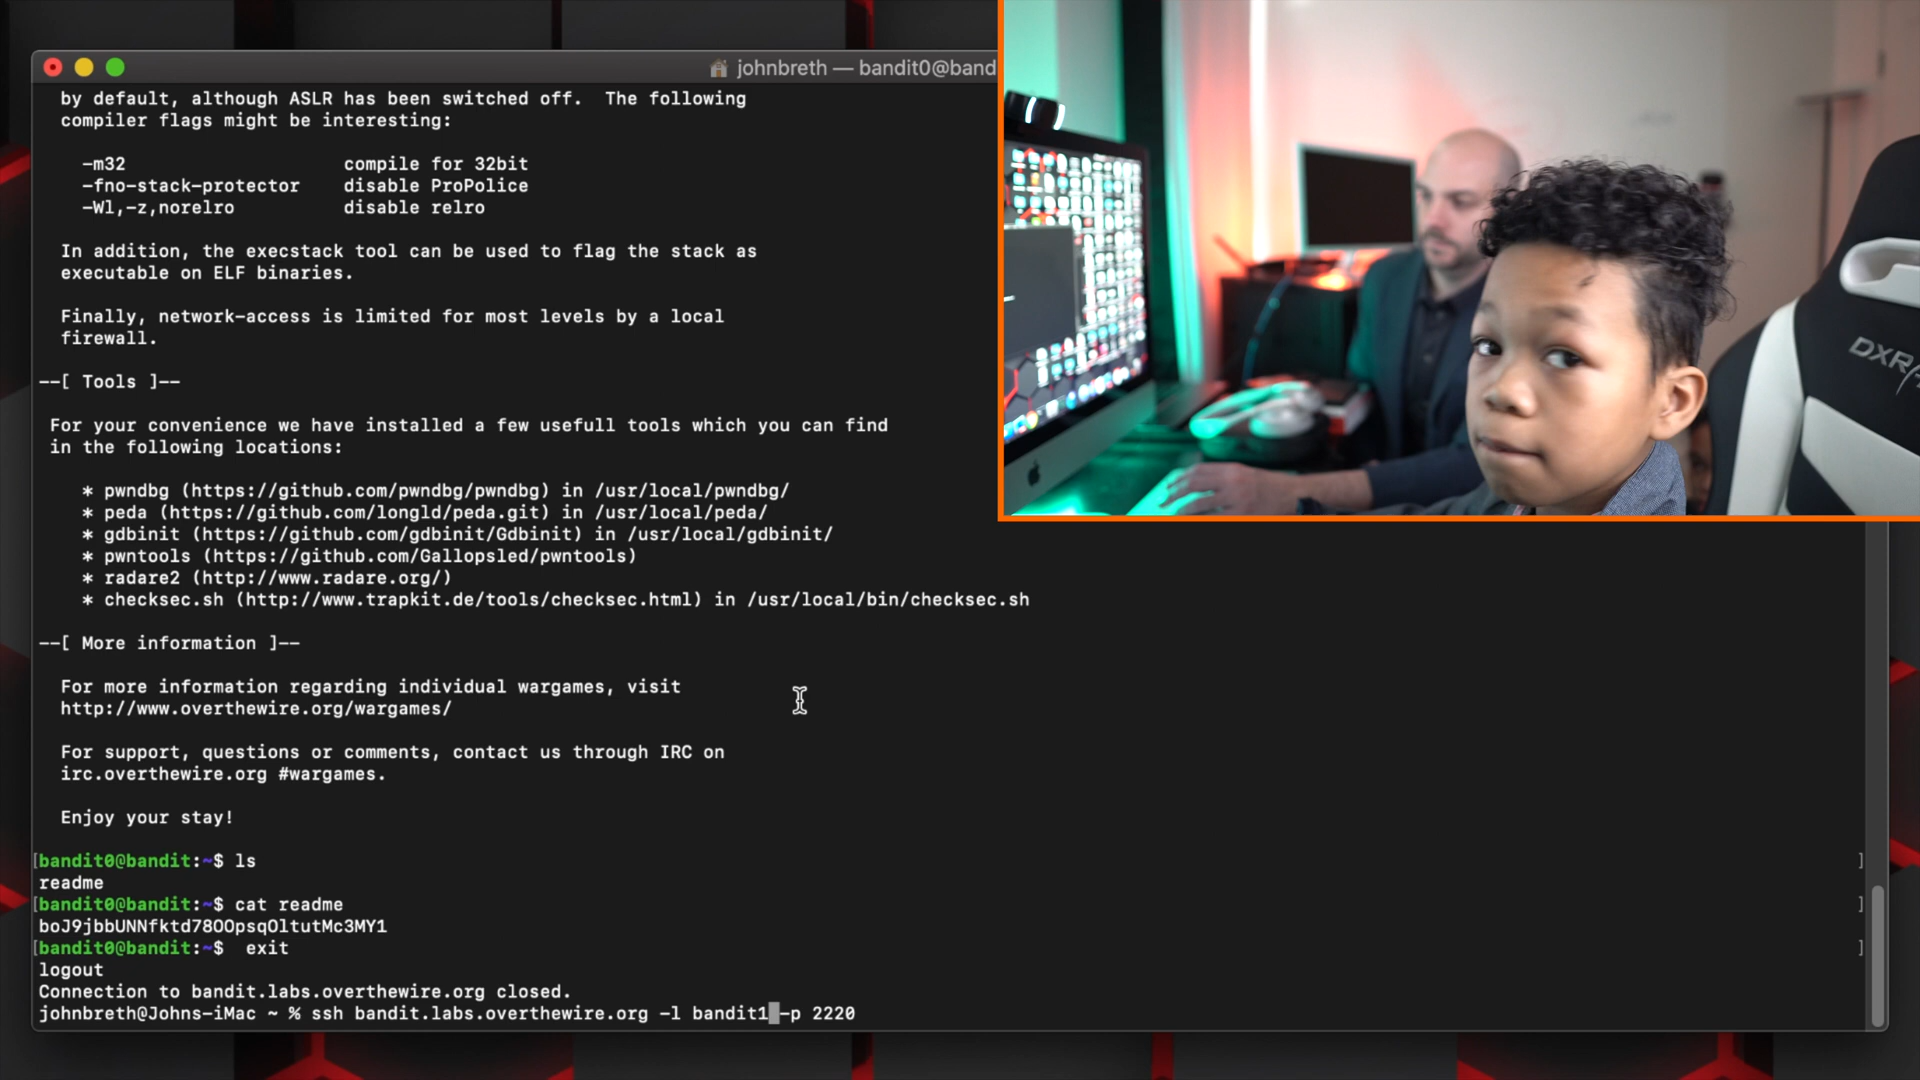 johnbreth — bandit0@band
by default, although ASLR has been switched off.  The following
compiler flags might be interesting:
-m32                    compile for 32bit
-fno-stack-protector    disable ProPolice
-Wl,-z,norelro          disable relro
In addition, the execstack tool can be used to flag the stack as
executable on ELF binaries.
Finally, network-access is limited for most levels by a local
firewall.
--[ Tools ]--
For your convenience we have installed a few usefull tools which you can find
in the following locations:
* pwndbg (https://github.com/pwndbg/pwndbg) in /usr/local/pwndbg/
* peda (https://github.com/longld/peda.git) in /usr/local/peda/
* gdbinit (https://github.com/gdbinit/Gdbinit) in /usr/local/gdbinit/
* pwntools (https://github.com/Gallopsled/pwntools)
* radare2 (http://www.radare.org/)
* checksec.sh (http://www.trapkit.de/tools/checksec.html) in /usr/local/bin/checksec.sh
--[ More information ]--
For more information regarding individual wargames, visit
http://www.overthewire.org/wargames/
For support, questions or comments, contact us through IRC on
irc.overthewire.org #wargames.
Enjoy your stay!
[bandit0@bandit:~$ ls ]
readme
[bandit0@bandit:~$ cat readme ]
boJ9jbbUNNfktd78OOpsqOltutMc3MY1
[bandit0@bandit:~$  exit ]
logout
Connection to bandit.labs.overthewire.org closed.
johnbreth@Johns-iMac ~ % ssh bandit.labs.overthewire.org -l bandit1 -p 2220